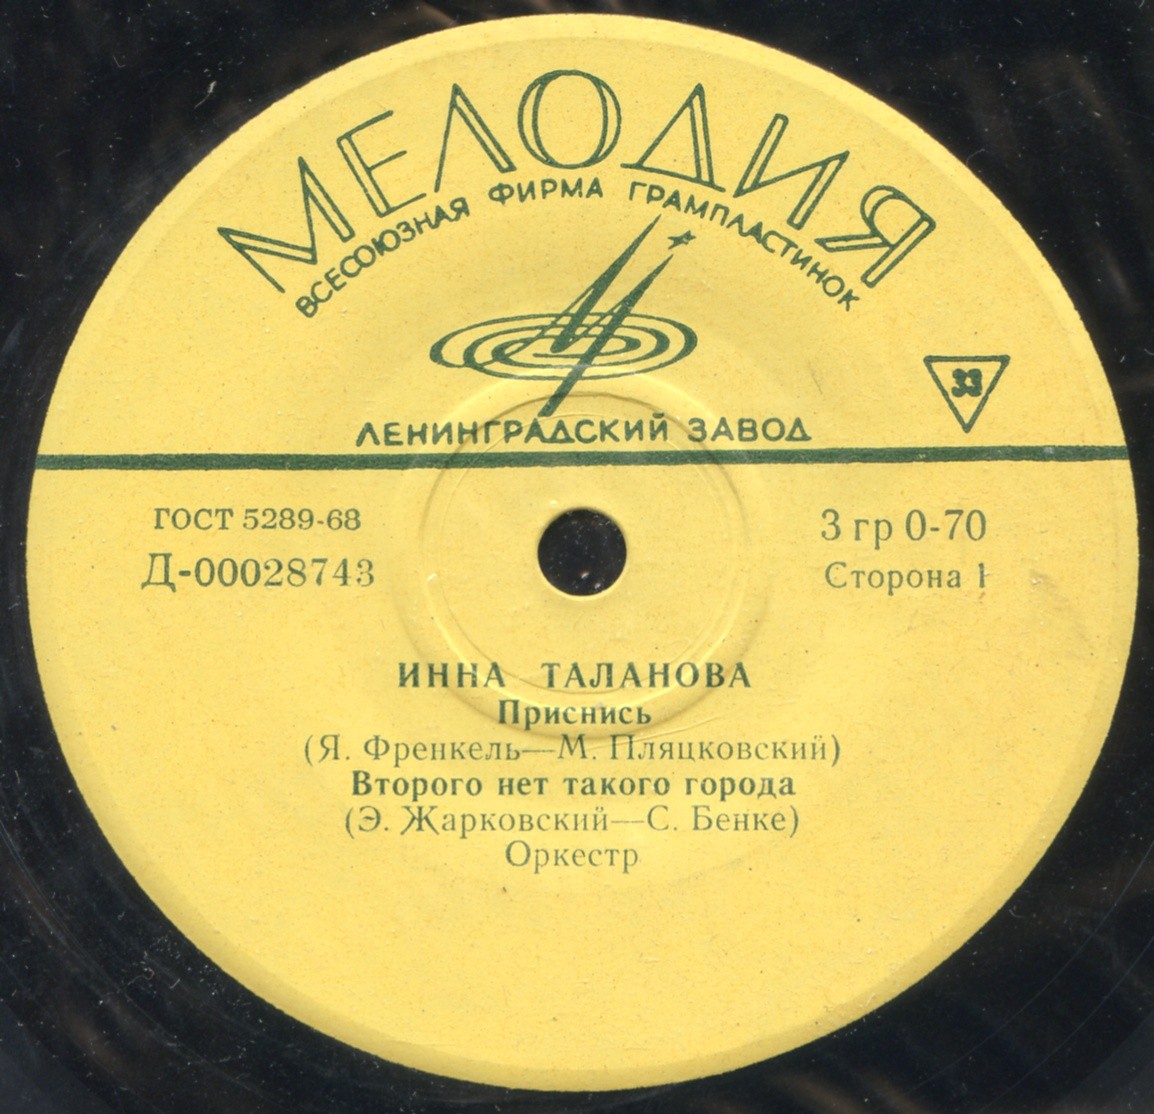 МЕЛОДИЯ
ВСЕСОЮЗНАЯ ФИРМА ГРАМПЛАСТИНОК
33
ЛЕНИНГРАДСКИЙ ЗАВОД
ГОСТ 5289-68
3 гр 0-70
Д-00028743
Сторона 1
ИННА ТАЛАНОВА
Приснись
(Я. Френкель—М. Пляцковский)
Второго нет такого города
(Э. Жарковский—С. Бенке)
Оркестр